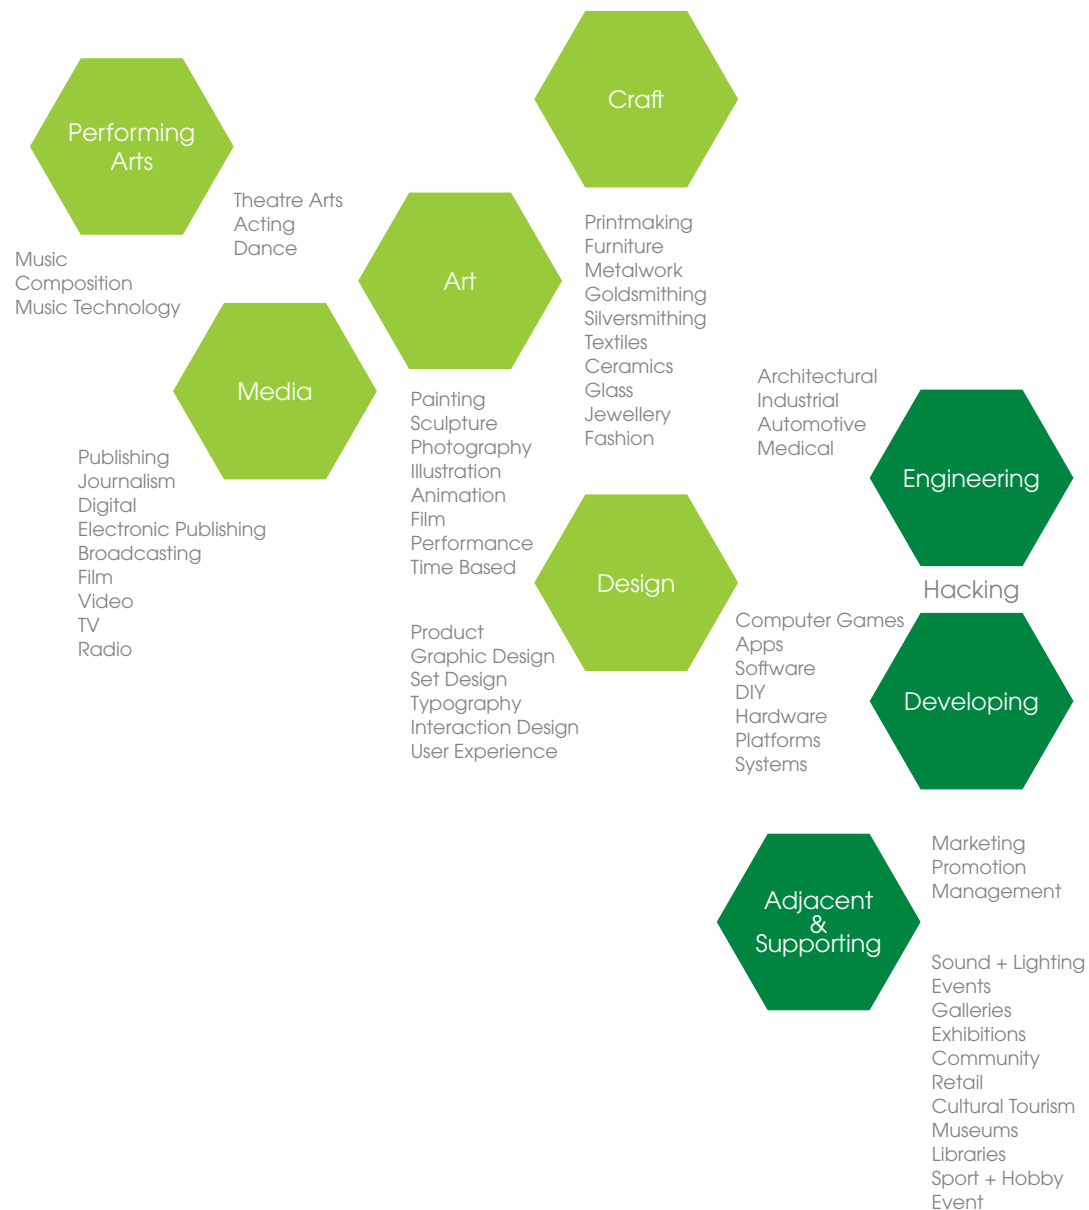 Craft
Performing
Arts
Theatre Arts
Acting
Dance
Music
Composition
Music Technology
Art
Printmaking
Furniture
Metalwork
Goldsmithing
Silversmithing
Textiles
Ceramics
Glass
Jewellery
Fashion
Media
Publishing
Journalism
Digital
Electronic Publishing
Broadcasting
Film
Video
TV
Radio
Painting
Sculpture
Photography
Illustration
Animation
Film
Performance
Time Based
Architectural
Industrial
Automotive
Medical
Engineering
Hacking
Design
Product
Graphic Design
Set Design
Typography
Interaction Design
User Experience
Computer Games
Apps
Software
DIY
Hardware
Platforms
Systems
Developing
Adjacent
&
Supporting
Marketing
Promotion
Management
Sound + Lighting
Events
Galleries
Exhibitions
Community
Retail
Cultural Tourism
Museums
Libraries
Sport + Hobby
Event